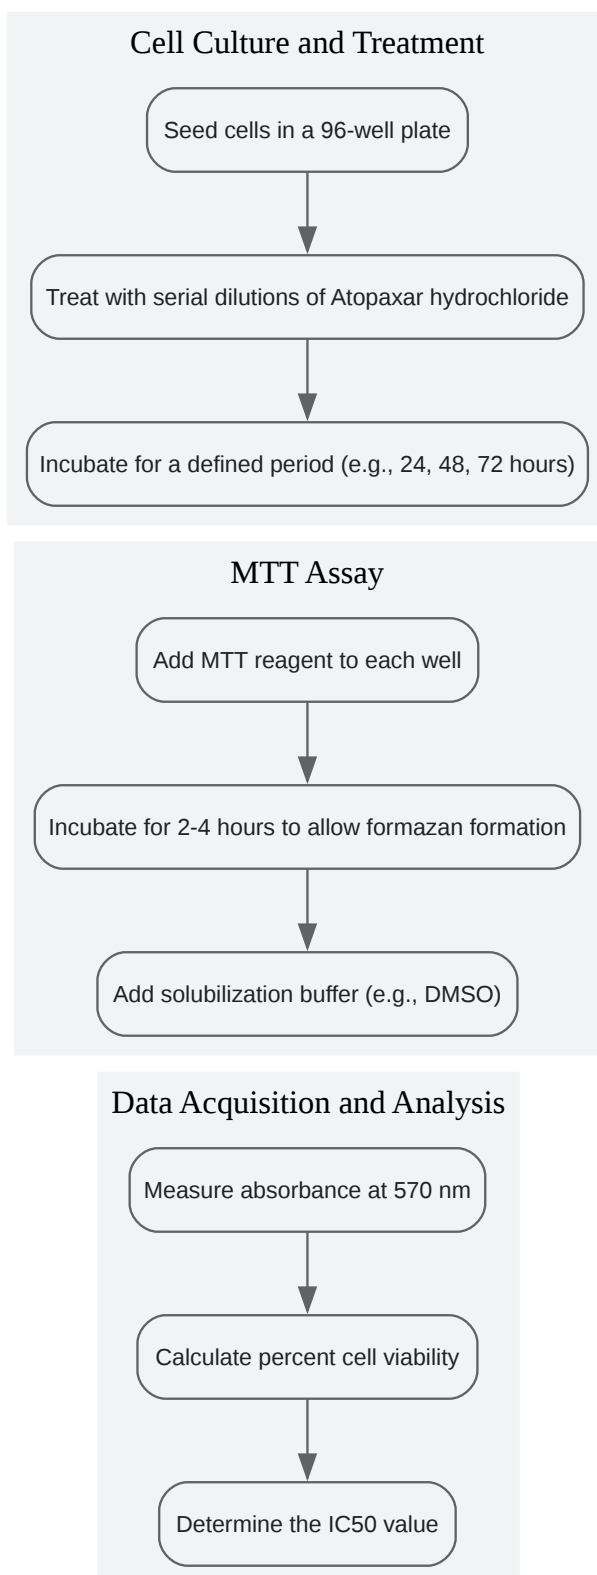 Cell Culture and Treatment
Seed cells in a 96-well plate
Treat with serial dilutions of Atopaxar hydrochloride
Incubate for a defined period (e.g., 24, 48, 72 hours)
MTT Assay
Add MTT reagent to each well
Incubate for 2-4 hours to allow formazan formation
Add solubilization buffer (e.g., DMSO)
Data Acquisition and Analysis
Measure absorbance at 570 nm
Calculate percent cell viability
Determine the IC50 value